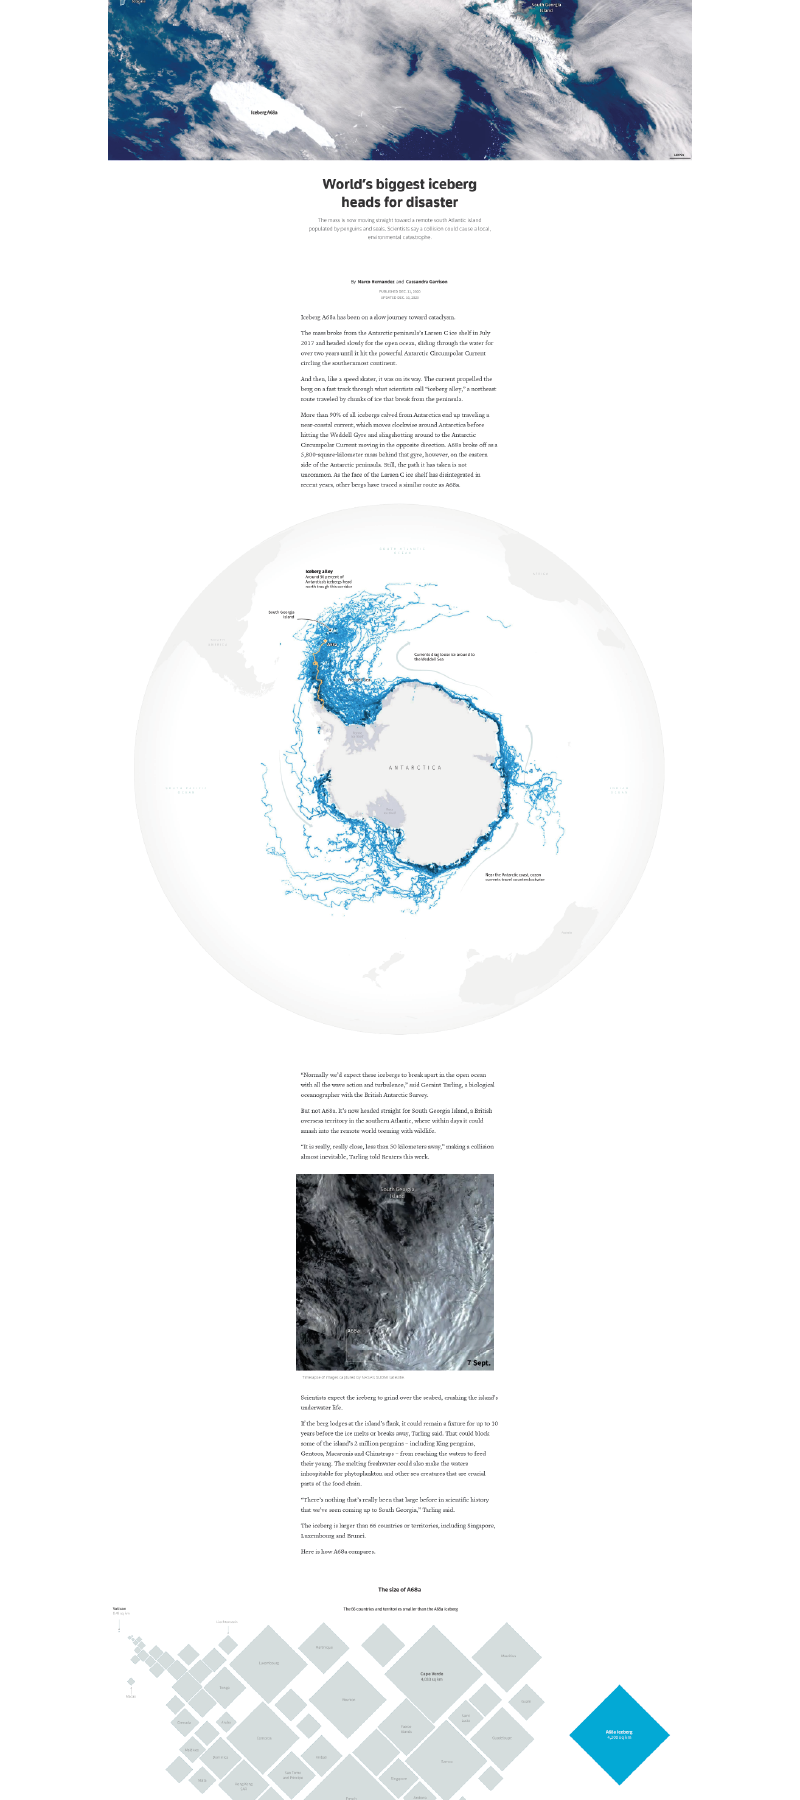 South Georgia
Island
Iceberg A68a
World's biggest iceberg
heads for disaster
The mass is now moving straight toward a remote south Atlantic island
populated by penguins and seals. Scientists say a collision could cause a local,
environmental catastrophe.
By Marco Hernandez and Cassandra Garrison
Iceberg A68a has been on a slow journey toward cataclysm.
The mass broke from the Antarctic peninsula's Larsen C ice shelf in July
2017 and headed slowly for the open ocean, sliding through the water for
over two years until it hit the powerful Antarctic Circumpolar Current
circling the southernmost continent.
And then, like a speed skater, it was on its way. The current propelled the
berg on a fast track through what scientists call "iceberg alley," a northeast
route traveled by chunks of ice that break from the peninsula.
More than 90% of all icebergs calved from Antarctica end up traveling a
near-coastal current, which moves clockwise around Antarctica before
hitting the Weddell Gyre and slingshotting around to the Antarctic
Circumpolar Current moving in the opposite direction. A68a broke off as a
5,800-square-kilometer mass behind that gyre, however, on the eastern
side of the Antarctic peninsula. Still, the path it has taken is not
uncommon. As the face of the Larsen C ice shelf has disintegrated in
recent years, other bergs have traced a similar route as A68a.
Iceberg alley
Around 90 percent of
Antarctica's icebergs head
north trough this corridor
South Georgia
Island
Currents drag loose ice around to
the Weddell Sea
ANTARCTICA
Near the Antarctic coast, ocean
currents travel counterclockwise
"Normally we'd expect these icebergs to break apart in the open ocean
with all the wave action and turbulence," said Geraint Tarling, a biological
oceanographer with the British Antarctic Survey.
But not A68a. It's now headed straight for South Georgia Island, a British
overseas territory in the southern Atlantic, where within days it could
smash into the remote world teeming with wildlife.
"It is really, really close, less than 50 kilometers away," making a collision
almost inevitable, Tarling told Reuters this week.
South Georgia
Island
A68a
7 Sept.
Scientists expect the iceberg to grind over the seabed, crushing the island's
underwater life.
If the berg lodges at the island's flank, it could remain a fixture for up to 10
years before the ice melts or breaks away, Tarling said. That could block
some of the island's 2 million penguins – including King penguins,
Gentoos, Macaronis and Chinstraps – from reaching the waters to feed
their young. The melting freshwater could also make the waters
inhospitable for phytoplankton and other sea creatures that are crucial
parts of the food chain.
"There's nothing that's really been that large before in scientific history
that we've seen coming up to South Georgia," Tarling said.
The iceberg is larger than 66 countries or territories, including Singapore,
Luxembourg and Brunei.
Here is how A68a compares.
The size of A68a
The 66 countries and territories smaller than the A68a iceberg
Vatican
Luxembourg
Cape Verde
Mauritius
Samoa
Comoros
Hong Kong
Singapore
A68a Iceberg